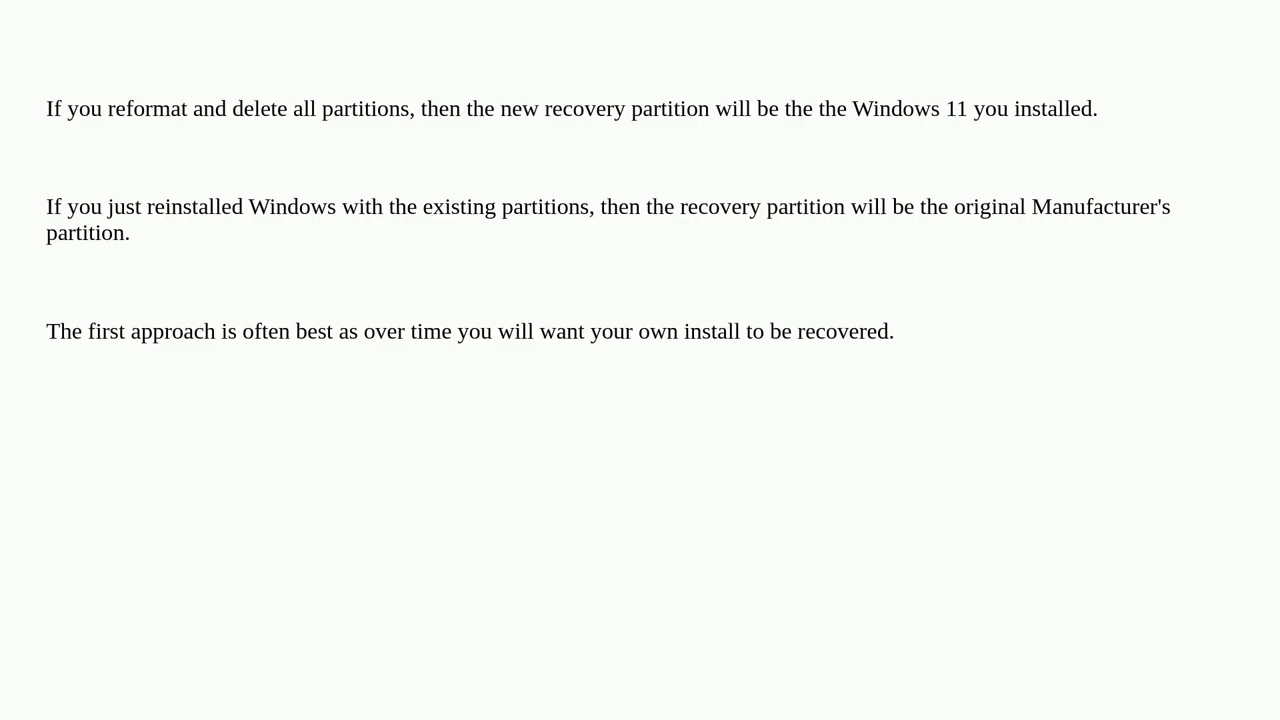 If you reformat and delete all partitions, then the new recovery partition will be the the Windows 11 you installed.
If you just reinstalled Windows with the existing partitions, then the recovery partition will be the original Manufacturer's
partition.
The first approach is often best as over time you will want your own install to be recovered.